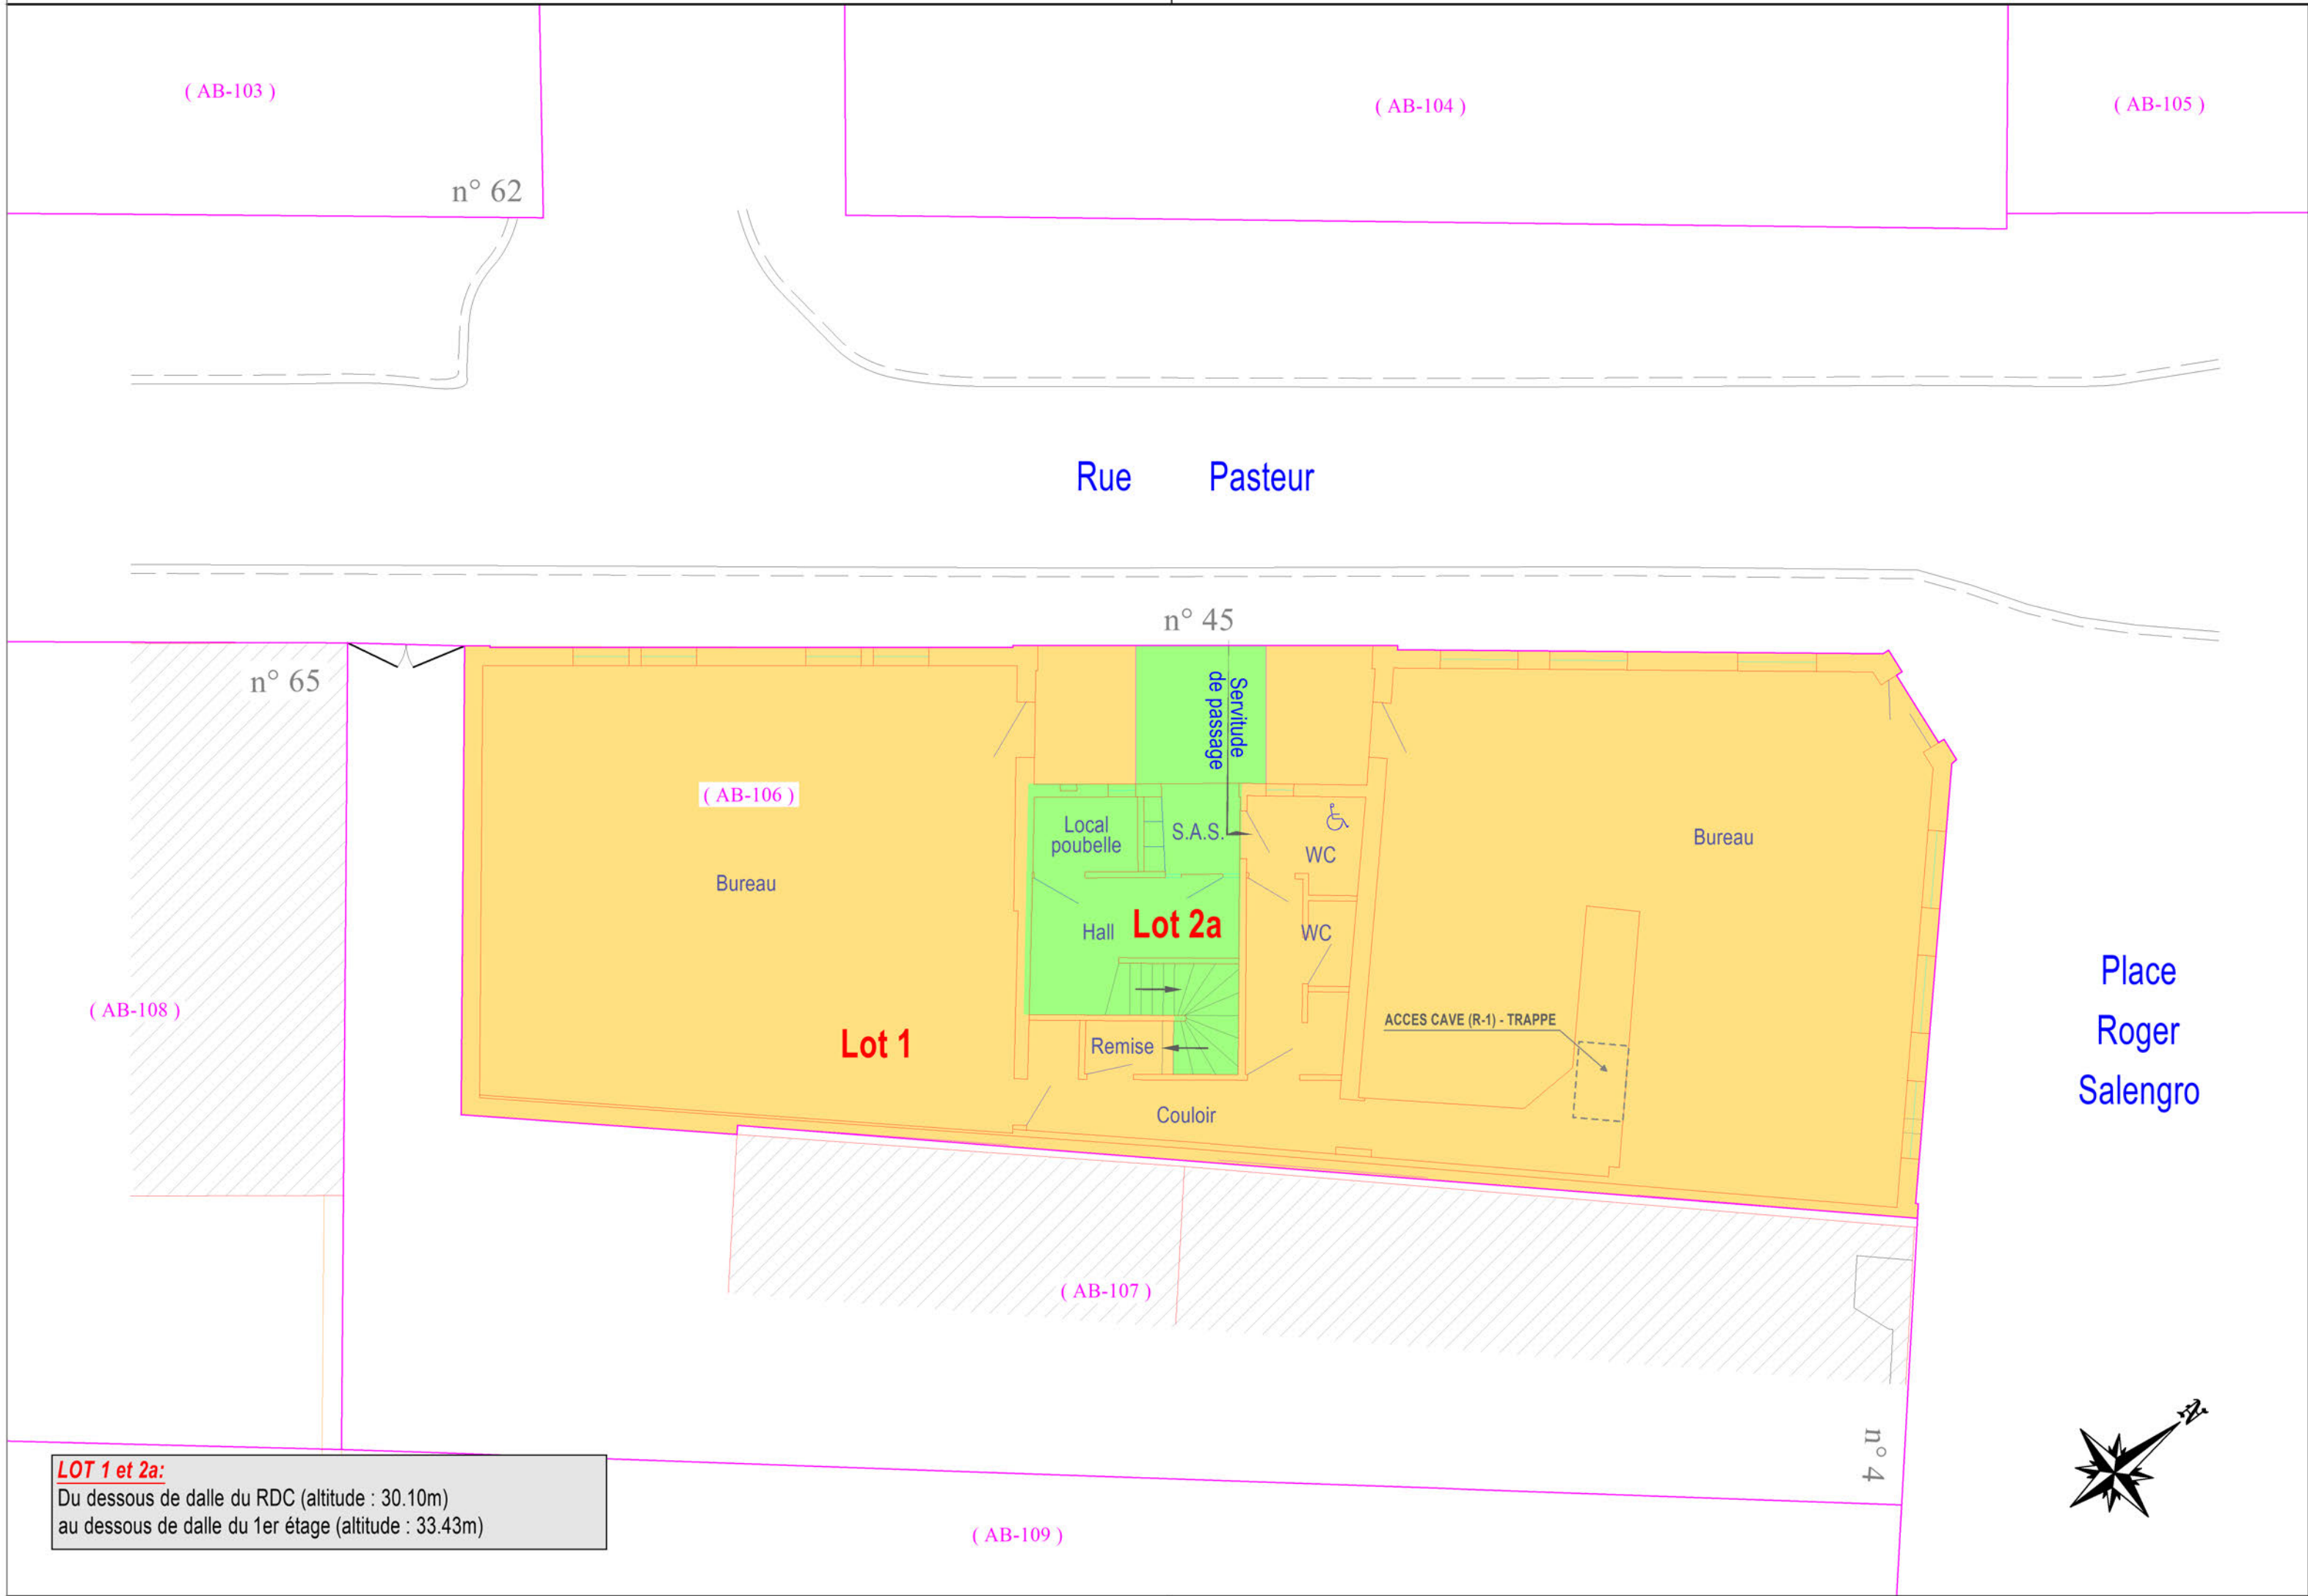 ( AB-103 )
( AB-104 )
( AB-105 )
n° 62
Rue Pasteur
n° 45
n° 65
Servitude
de passage
( AB-106 )
Local
poubelle
S.A.S.
WC
Bureau
Bureau
Hall
Lot 2a
WC
Place
Roger
Salengro
( AB-108 )
ACCES CAVE (R-1) - TRAPPE
Lot 1
Remise
Couloir
( AB-107 )
N
n° 4
LOT 1 et 2a:
Du dessous de dalle du RDC (altitude : 30.10m)
au dessous de dalle du 1er étage (altitude : 33.43m)
( AB-109 )